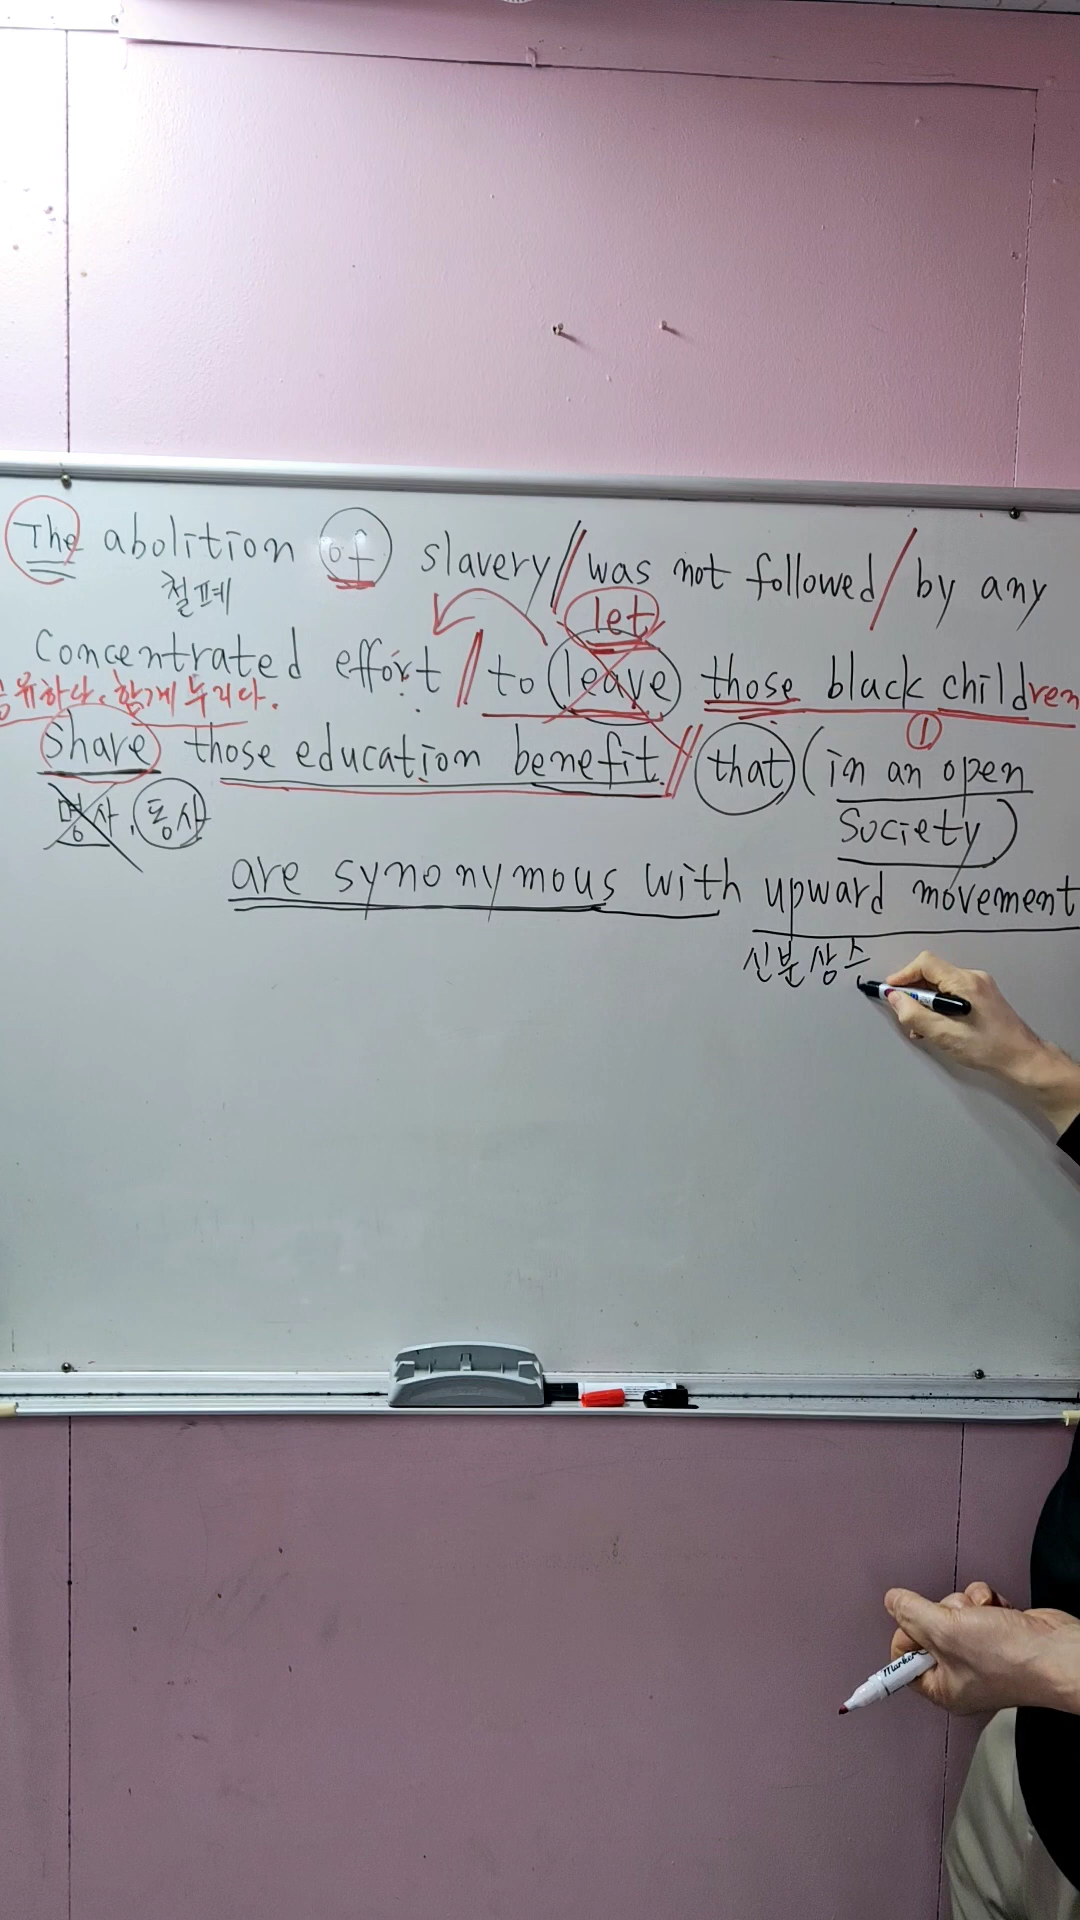 The abolition of slavery // was not followed / by any
철폐
let
Concentrated effort // to leave those black children
유하다, 함께 누리다.
①
share those education benefit. // that (in an open
명사, 동사
Society)
are synonymous with upward movement
신분 상스
Marker